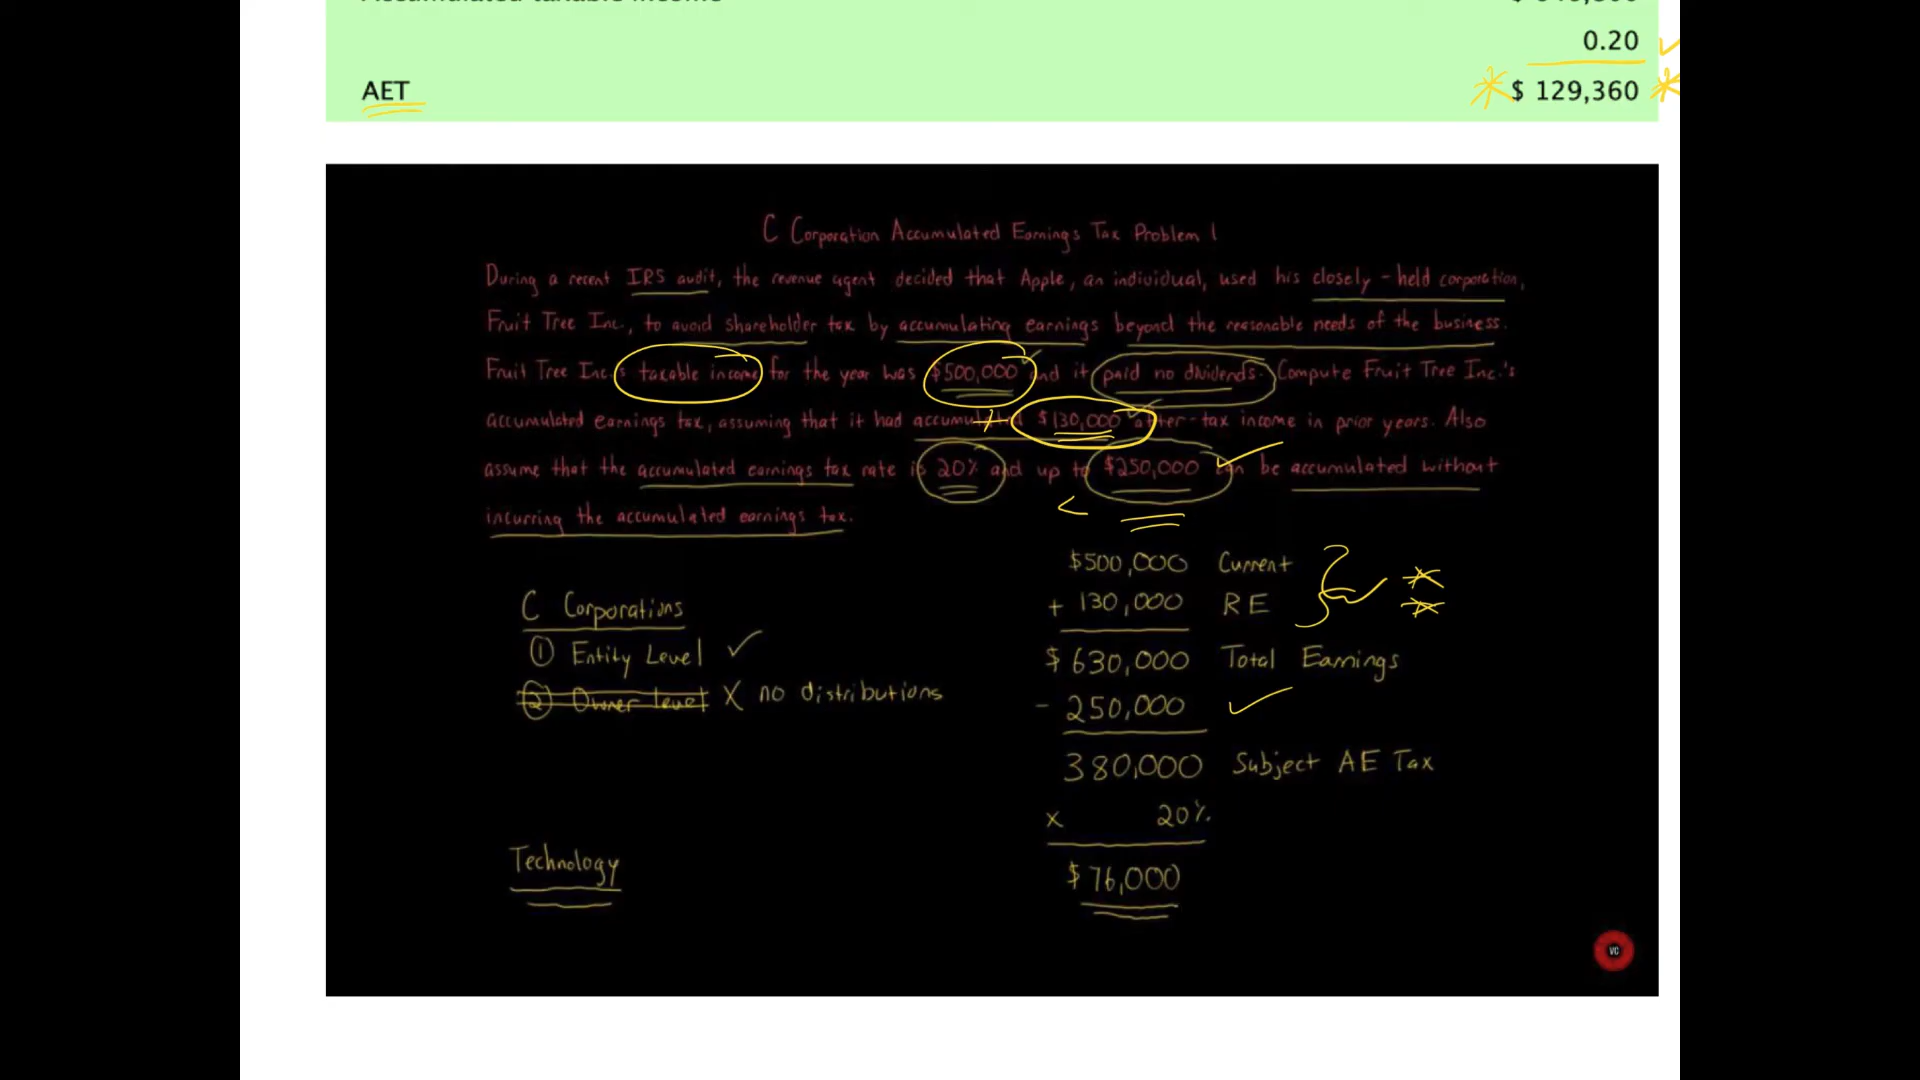 0.20
AET $ 129,360
C Corporation Accumulated Earnings Tax Problem 1
During a recent IRS audit, the revenue agent decided that Apple, an individual, used his closely-held corporation,
Fruit Tree Inc., to avoid shareholder tax by accumulating earnings beyond the reasonable needs of the business.
Fruit Tree Inc.'s taxable income for the year was $500,000 and it paid no dividends. Compute Fruit Tree Inc.'s
accumulated earnings tax, assuming that it had accumulated $130,000 after-tax income in prior years. Also
assume that the accumulated earnings tax rate is 20% and up to $250,000 can be accumulated without
incurring the accumulated earnings tax.
<
C Corporations
① Entity Level ✓
② Owner level X no distributions
Technology
$500,000 Current
+ 130,000 RE
$ 630,000 Total Earnings
- 250,000 ✓
380,000 Subject AE Tax
x 20%
$76,000
VC